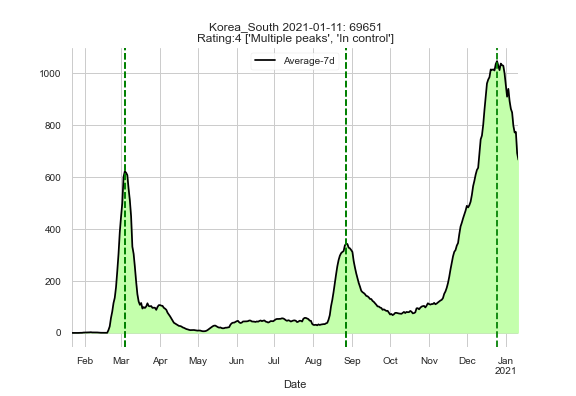 Korea_South 2021-01-11: 69651
Rating:4 ['Multiple peaks', 'In control']
Average-7d
1000
800
600
400
200
0
Feb Mar Apr May Jun Jul Aug Sep Oct Nov Dec Jan
2021
Date